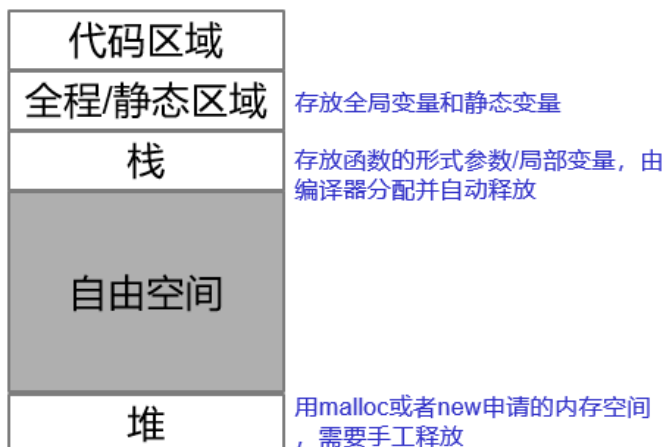 代码区域
全程/静态区域
存放全局变量和静态变量
栈
存放函数的形式参数/局部变量，由
编译器分配并自动释放
自由空间
堆
用malloc或者new申请的内存空间
，需要手工释放